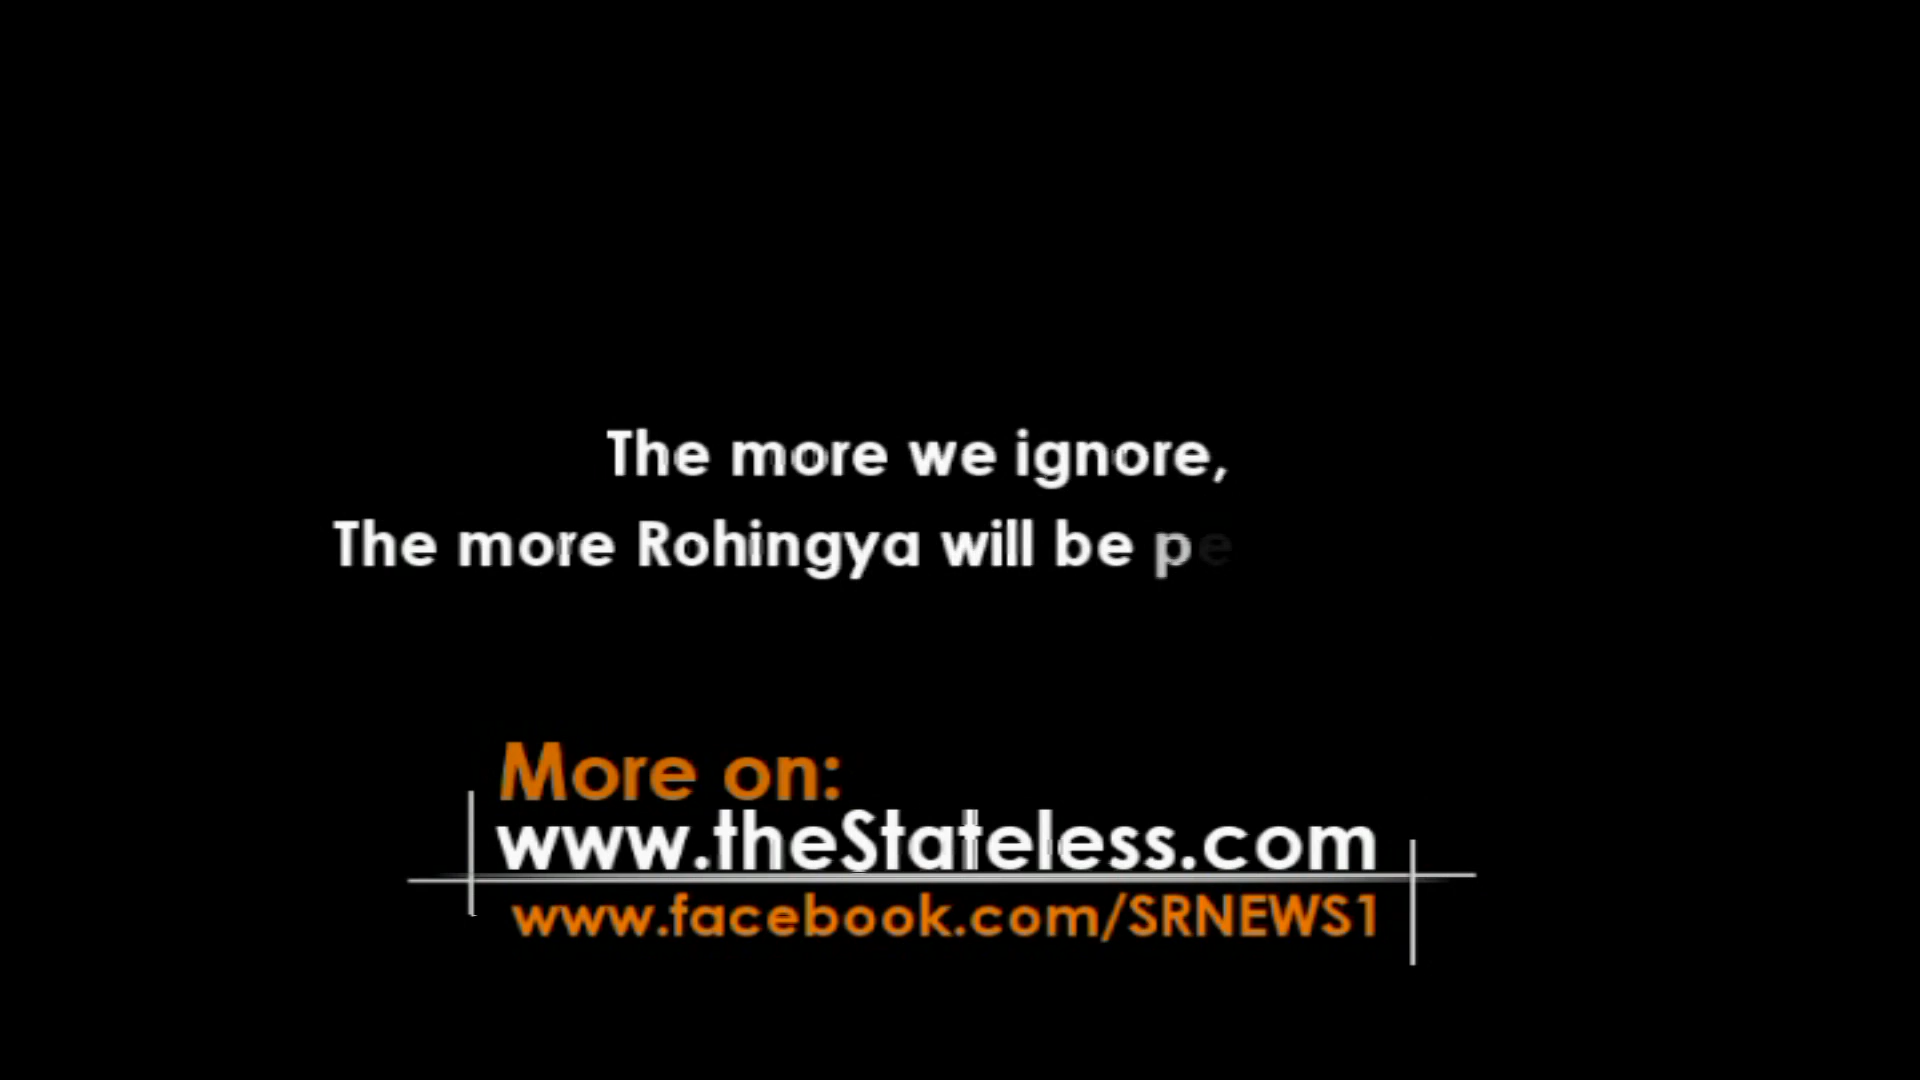 The more we ignore,
The more Rohingya will be pe
More on:
www.theStateless.com
www.facebook.com/SRNEWS1